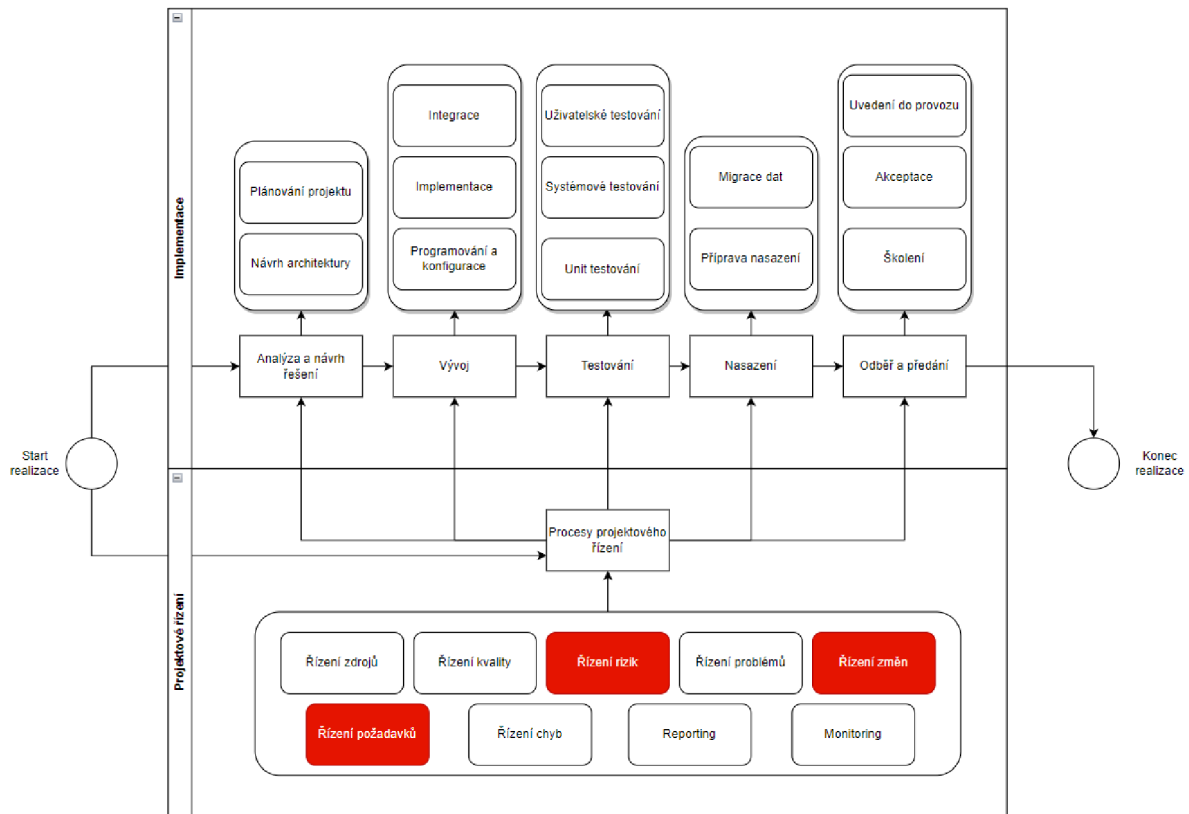 Implementace
Integrace
Uživatelské testování
Uvedení do provozu
Plánování projektu
Implementace
Systémové testování
Migrace dat
Akceptace
Návrh architektury
Programování a
konfigurace
Unit testování
Příprava nasazení
Školení
Analýza a návrh
řešení
Vývoj
Testování
Nasazení
Odběř a předání
Start
realizace
Konec
realizace
Projektové řízení
Procesy projektového
řízení
Řízení zdrojů
Řízení kvality
Řízení rizik
Řízení problémů
Řízení změn
Řízení požadavků
Řízení chyb
Reporting
Monitoring